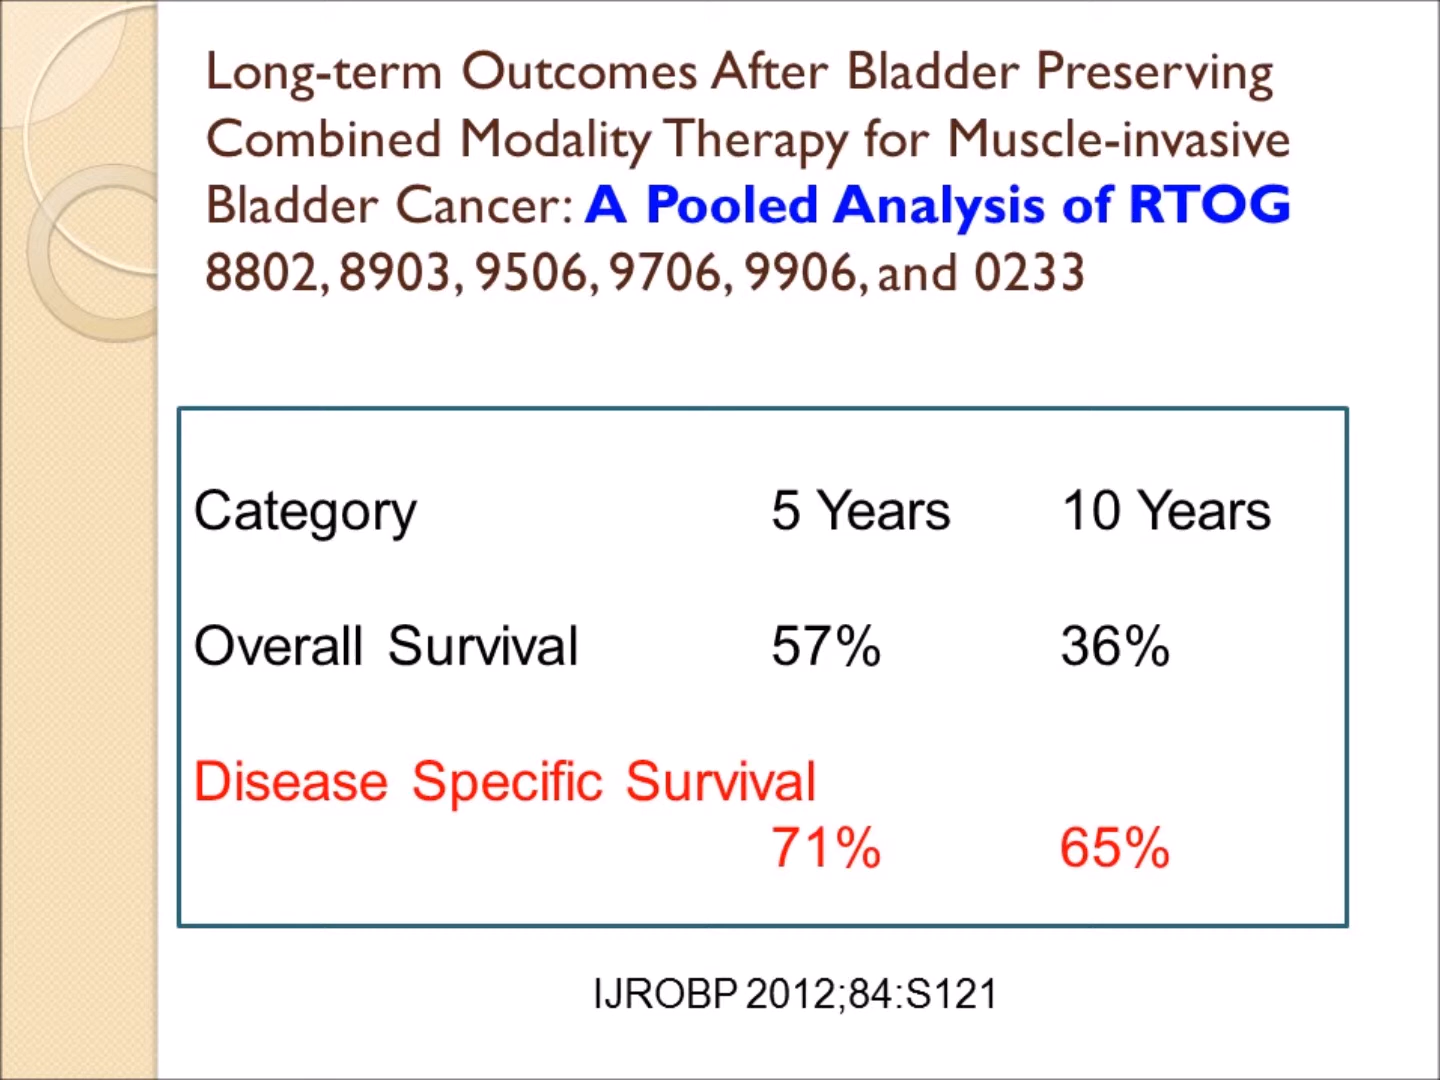 Long-term Outcomes After Bladder Preserving
Combined Modality Therapy for Muscle-invasive
Bladder Cancer: A Pooled Analysis of RTOG
8802, 8903, 9506, 9706, 9906, and 0233
Category 5 Years 10 Years
Overall Survival 57% 36%
Disease Specific Survival
71% 65%
IJROBP 2012;84:S121